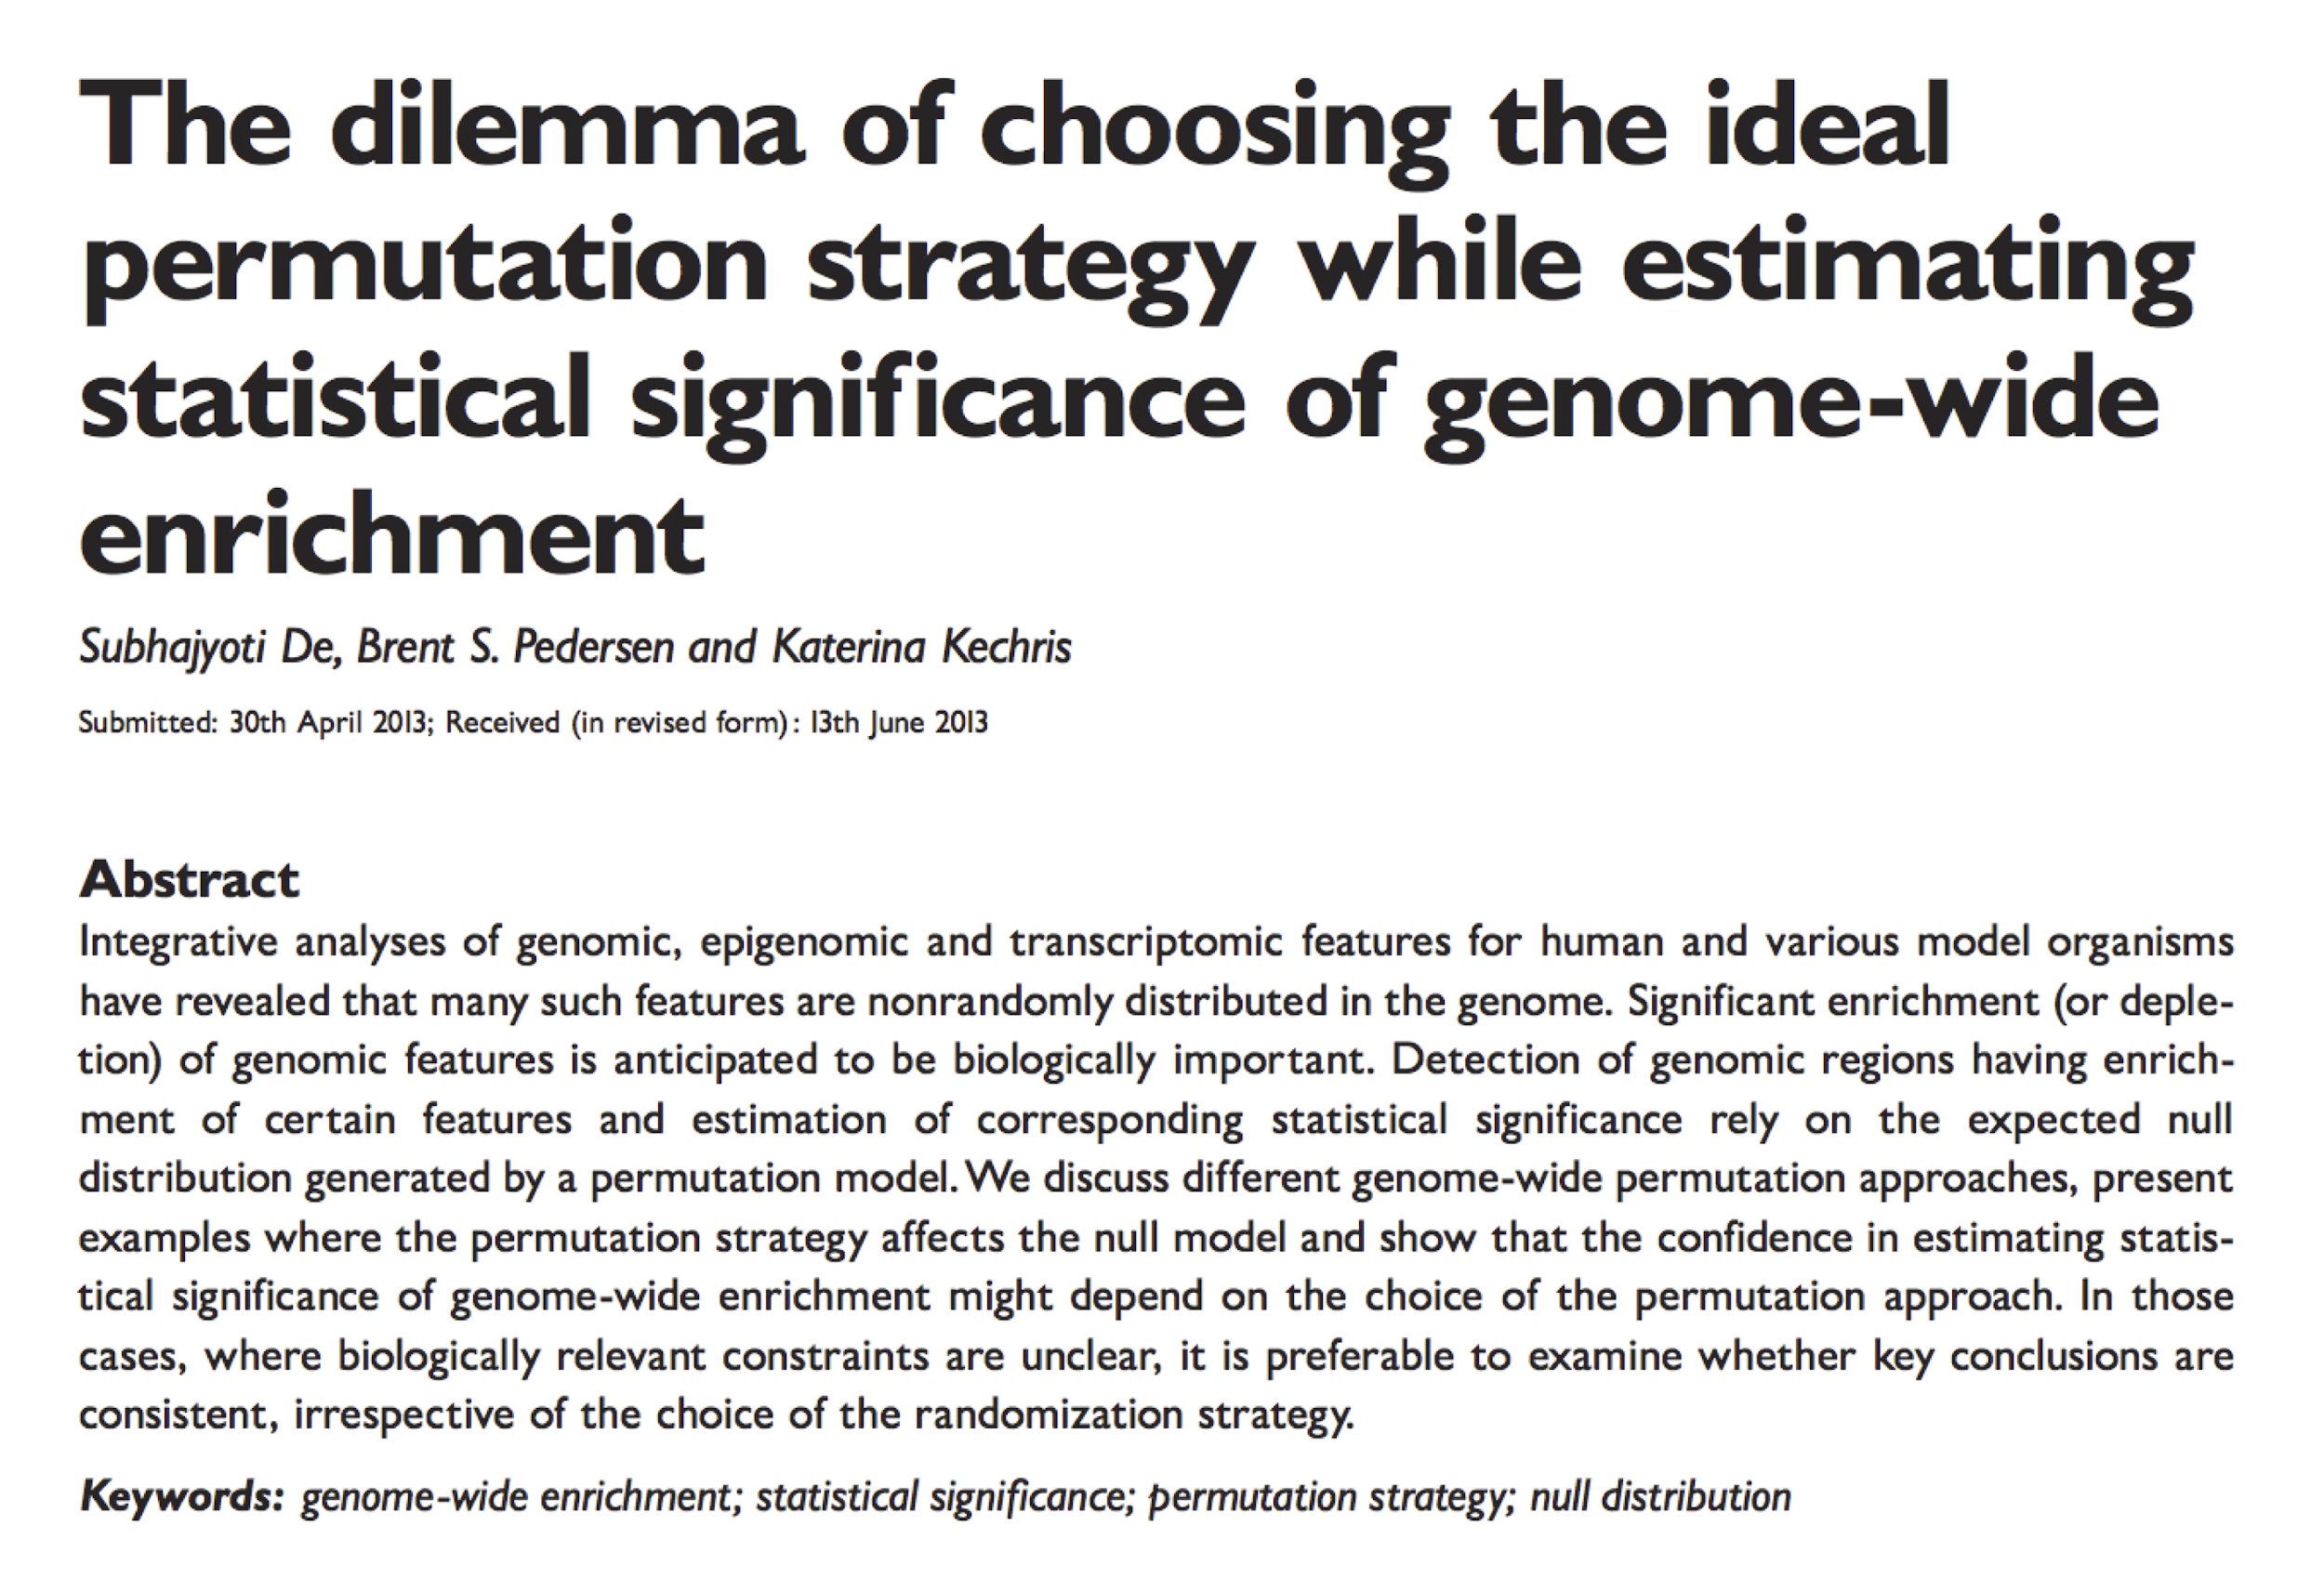 The dilemma of choosing the ideal
permutation strategy while estimating
statistical significance of genome-wide
enrichment
Subhajyoti De, Brent S. Pedersen and Katerina Kechris
Submitted: 30th April 2013; Received (in revised form): 13th June 2013
Abstract
Integrative analyses of genomic, epigenomic and transcriptomic features for human and various model organisms
have revealed that many such features are nonrandomly distributed in the genome. Significant enrichment (or deple-
tion) of genomic features is anticipated to be biologically important. Detection of genomic regions having enrich-
ment of certain features and estimation of corresponding statistical significance rely on the expected null
distribution generated by a permutation model. We discuss different genome-wide permutation approaches, present
examples where the permutation strategy affects the null model and show that the confidence in estimating statis-
tical significance of genome-wide enrichment might depend on the choice of the permutation approach. In those
cases, where biologically relevant constraints are unclear, it is preferable to examine whether key conclusions are
consistent, irrespective of the choice of the randomization strategy.
Keywords: genome-wide enrichment; statistical significance; permutation strategy; null distribution